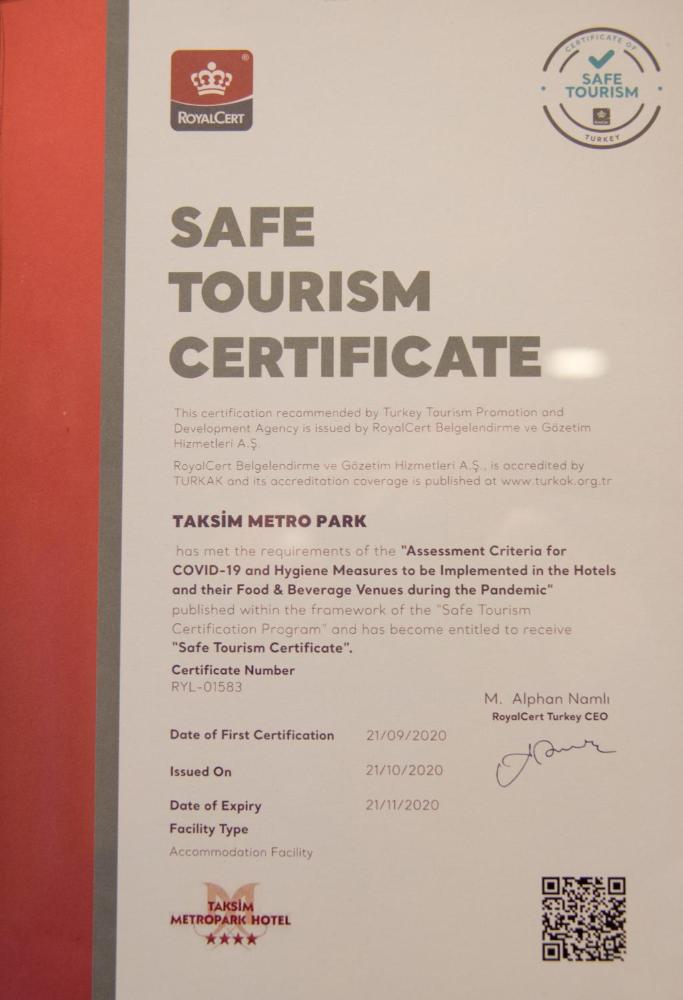 ®
ROYALCERT
CERTIFICATE OF
SAFE
TOURISM
TURKEY
SAFE
TOURISM
CERTIFICATE
This certification recommended by Turkey Tourism Promotion and
Development Agency is issued by RoyalCert Belgelendirme ve Gözetim
Hizmetleri A.Ş.
RoyalCert Belgelendirme ve Gözetim Hizmetleri A.Ş., is accredited by
TURKAK and its accreditation coverage is published at www.turkak.org.tr
TAKSİM METRO PARK
has met the requirements of the "Assessment Criteria for
COVID-19 and Hygiene Measures to be Implemented in the Hotels
and their Food & Beverage Venues during the Pandemic"
published within the framework of the "Safe Tourism
Certification Program" and has become entitled to receive
"Safe Tourism Certificate".
Certificate Number
RYL-01583
M. Alphan Namlı
RoyalCert Turkey CEO
Date of First Certification 21/09/2020
Issued On 21/10/2020
Date of Expiry 21/11/2020
Facility Type
Accommodation Facility
TAKSİM
METROPARK HOTEL